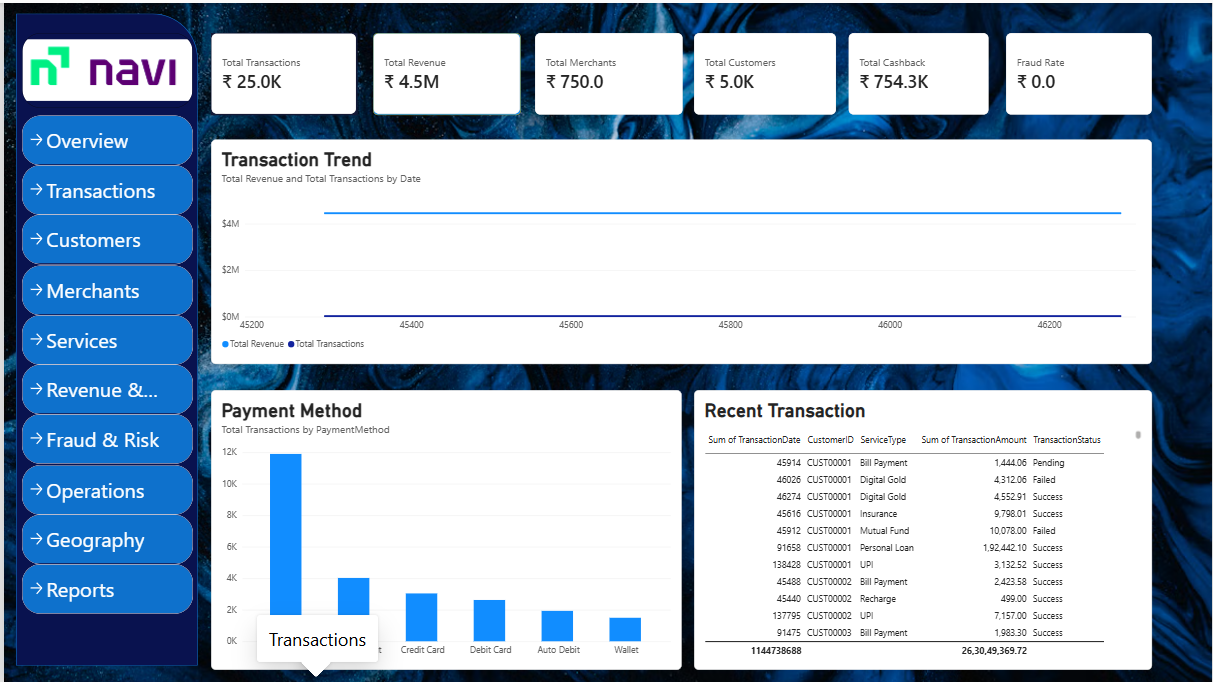 navi
Overview
Transactions
Customers
Merchants
Services
Revenue &...
Fraud & Risk
Operations
Geography
Reports
Total Transactions
₹ 25.0K
Total Revenue
₹ 4.5M
Total Merchants
₹ 750.0
Total Customers
₹ 5.0K
Total Cashback
₹ 754.3K
Fraud Rate
₹ 0.0
Transaction Trend
Total Revenue and Total Transactions by Date
$4M
$2M
$0M
45200 45400 45600 45800 46000 46200
Total Revenue Total Transactions
Payment Method
Total Transactions by PaymentMethod
12K
10K
8K
6K
4K
2K
0K
Credit Card Debit Card Auto Debit Wallet
Transactions
Recent Transaction
Sum of TransactionDate CustomerID ServiceType Sum of TransactionAmount TransactionStatus
45914 CUST00001 Bill Payment 1,444.06 Pending
46026 CUST00001 Digital Gold 4,312.06 Failed
46274 CUST00001 Digital Gold 4,552.91 Success
45616 CUST00001 Insurance 9,798.01 Success
45912 CUST00001 Mutual Fund 10,078.00 Failed
91658 CUST00001 Personal Loan 1,92,442.10 Success
138428 CUST00001 UPI 3,132.52 Success
45488 CUST00002 Bill Payment 2,423.58 Success
45440 CUST00002 Recharge 499.00 Success
137795 CUST00002 UPI 7,157.00 Success
91475 CUST00003 Bill Payment 1,983.30 Success
1144738688 26,30,49,369.72